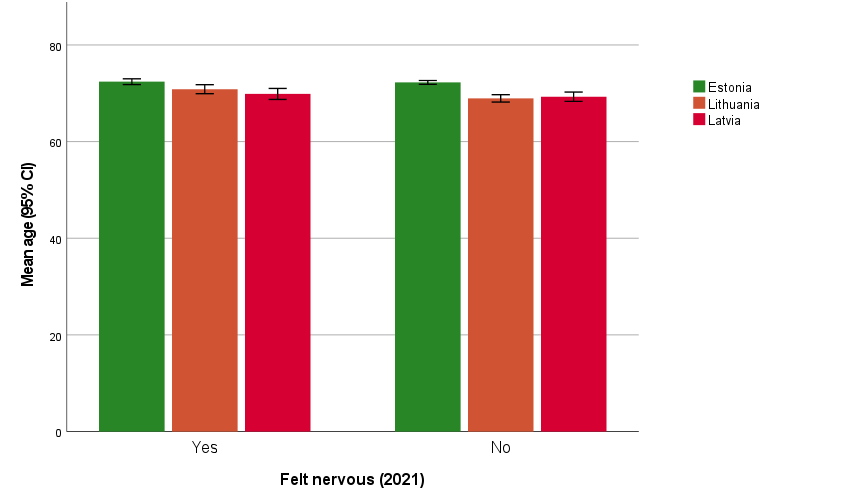 80
60
40
20
0
Mean age (95% CI)
Yes
No
Felt nervous (2021)
Estonia
Lithuania
Latvia